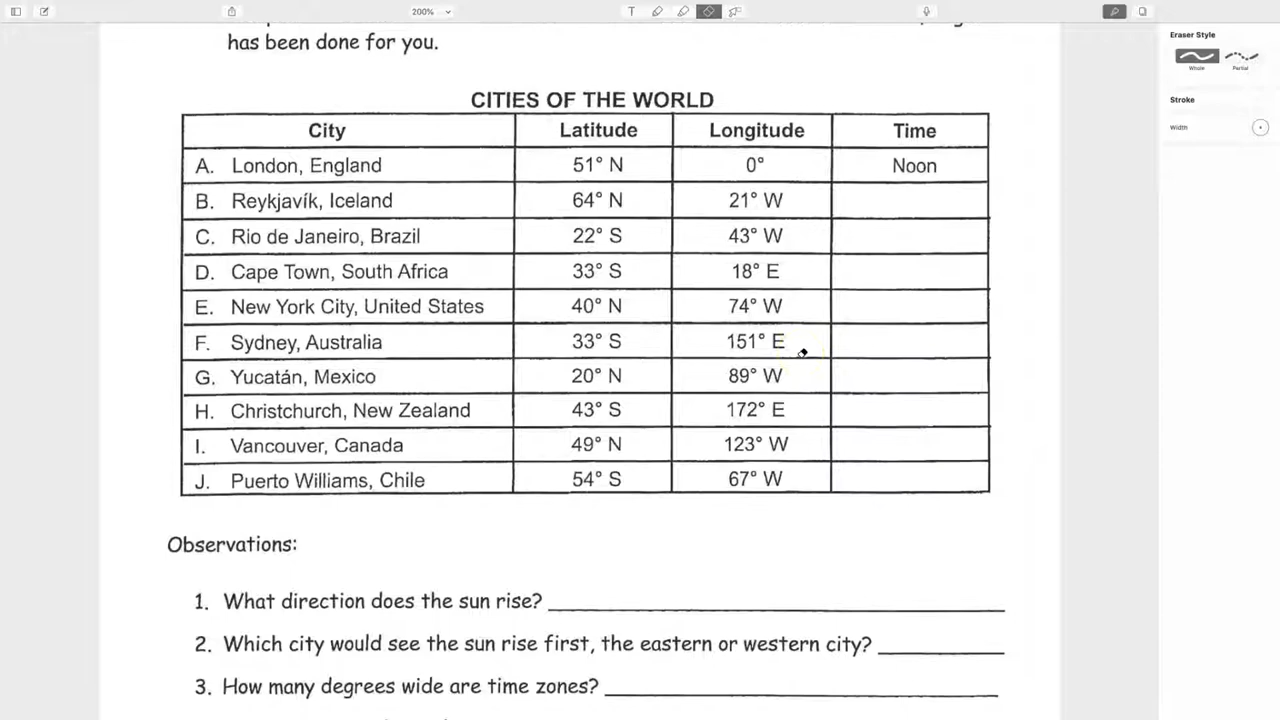 200%
T
Eraser Style
Whole Partial
Stroke
Width
has been done for you.
CITIES OF THE WORLD
City Latitude Longitude Time
A. London, England 51° N 0° Noon
B. Reykjavík, Iceland 64° N 21° W
C. Rio de Janeiro, Brazil 22° S 43° W
D. Cape Town, South Africa 33° S 18° E
E. New York City, United States 40° N 74° W
F. Sydney, Australia 33° S 151° E
G. Yucatán, Mexico 20° N 89° W
H. Christchurch, New Zealand 43° S 172° E
I. Vancouver, Canada 49° N 123° W
J. Puerto Williams, Chile 54° S 67° W
Observations:
1. What direction does the sun rise?
2. Which city would see the sun rise first, the eastern or western city?
3. How many degrees wide are time zones?